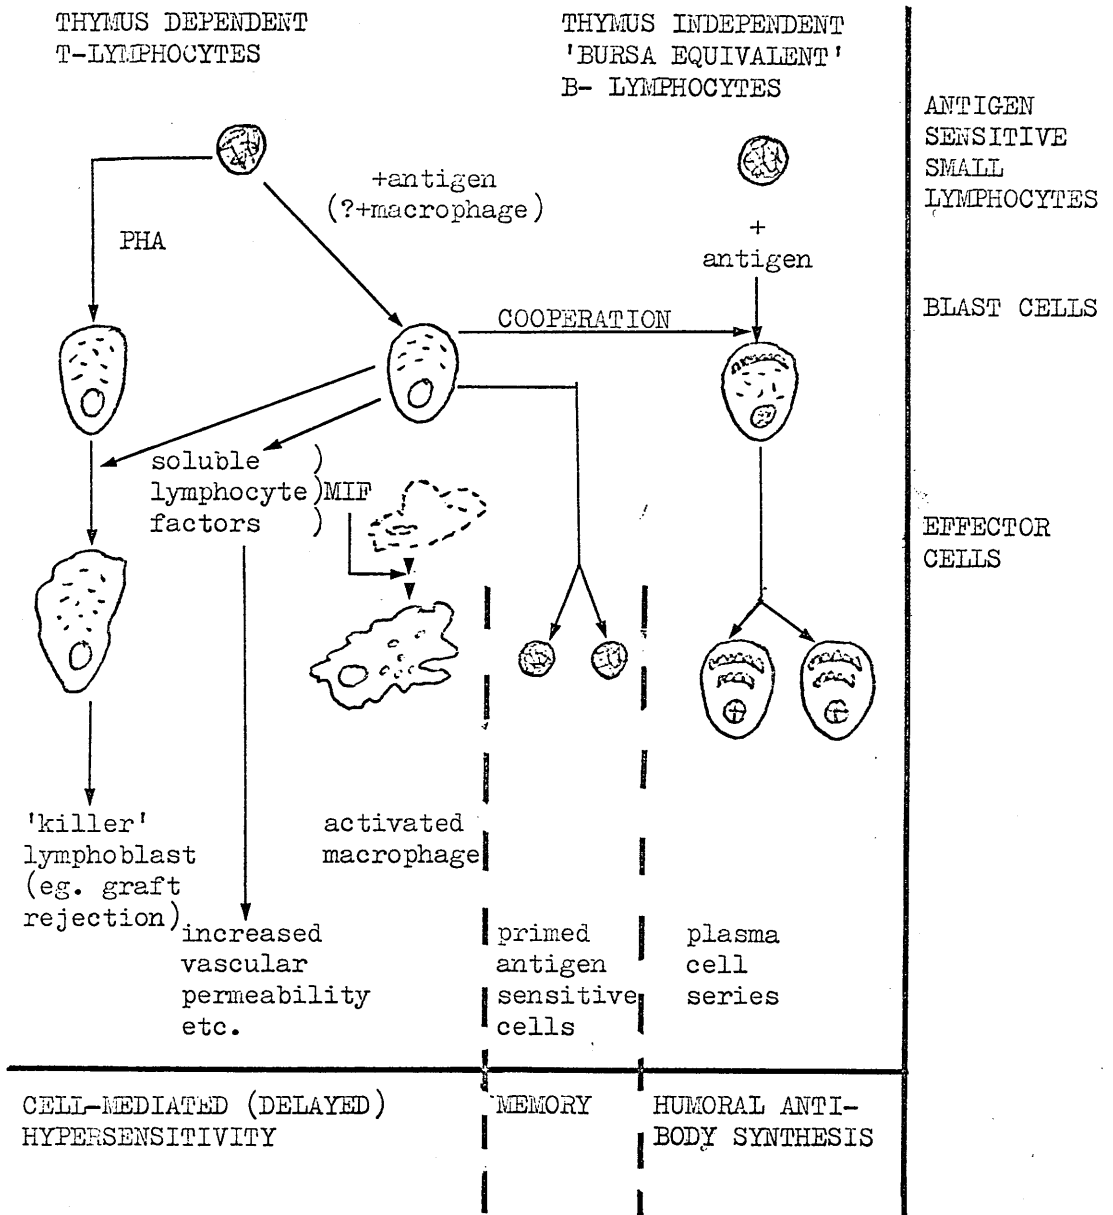 THYMUS DEPENDENT
T-LYMPHOCYTES
THYMUS INDEPENDENT
'BURSA EQUIVALENT'
B- LYMPHOCYTES
ANTIGEN
SENSITIVE
SMALL
LYMPHOCYTES
+antigen
(?+macrophage)
PHA
+
antigen
BLAST CELLS
COOPERATION
soluble )
lymphocyte )MIF
factors )
EFFECTOR
CELLS
'killer'
lymphoblast
(eg. graft
rejection)
activated
macrophage
increased
vascular
permeability
etc.
primed
antigen
sensitive
cells
plasma
cell
series
CELL-MEDIATED (DELAYED)
HYPERSENSITIVITY
MEMORY
HUMORAL ANTI-
BODY SYNTHESIS